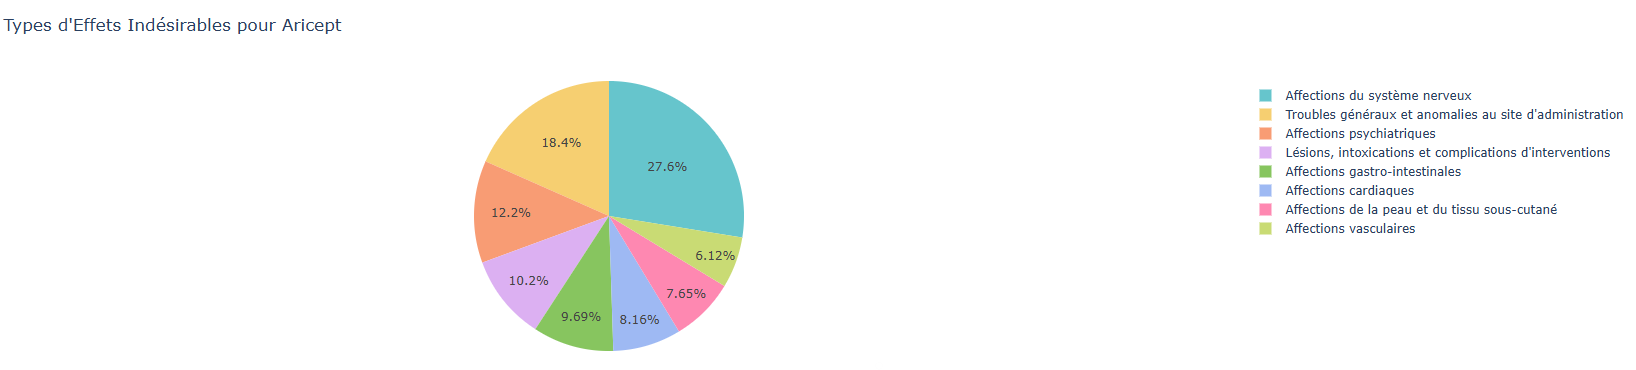 Types d'Effets Indésirables pour Aricept
18.4%
27.6%
12.2%
6.12%
10.2%
7.65%
9.69%
8.16%
Affections du système nerveux
Troubles généraux et anomalies au site d'administration
Affections psychiatriques
Lésions, intoxications et complications d'interventions
Affections gastro-intestinales
Affections cardiaques
Affections de la peau et du tissu sous-cutané
Affections vasculaires